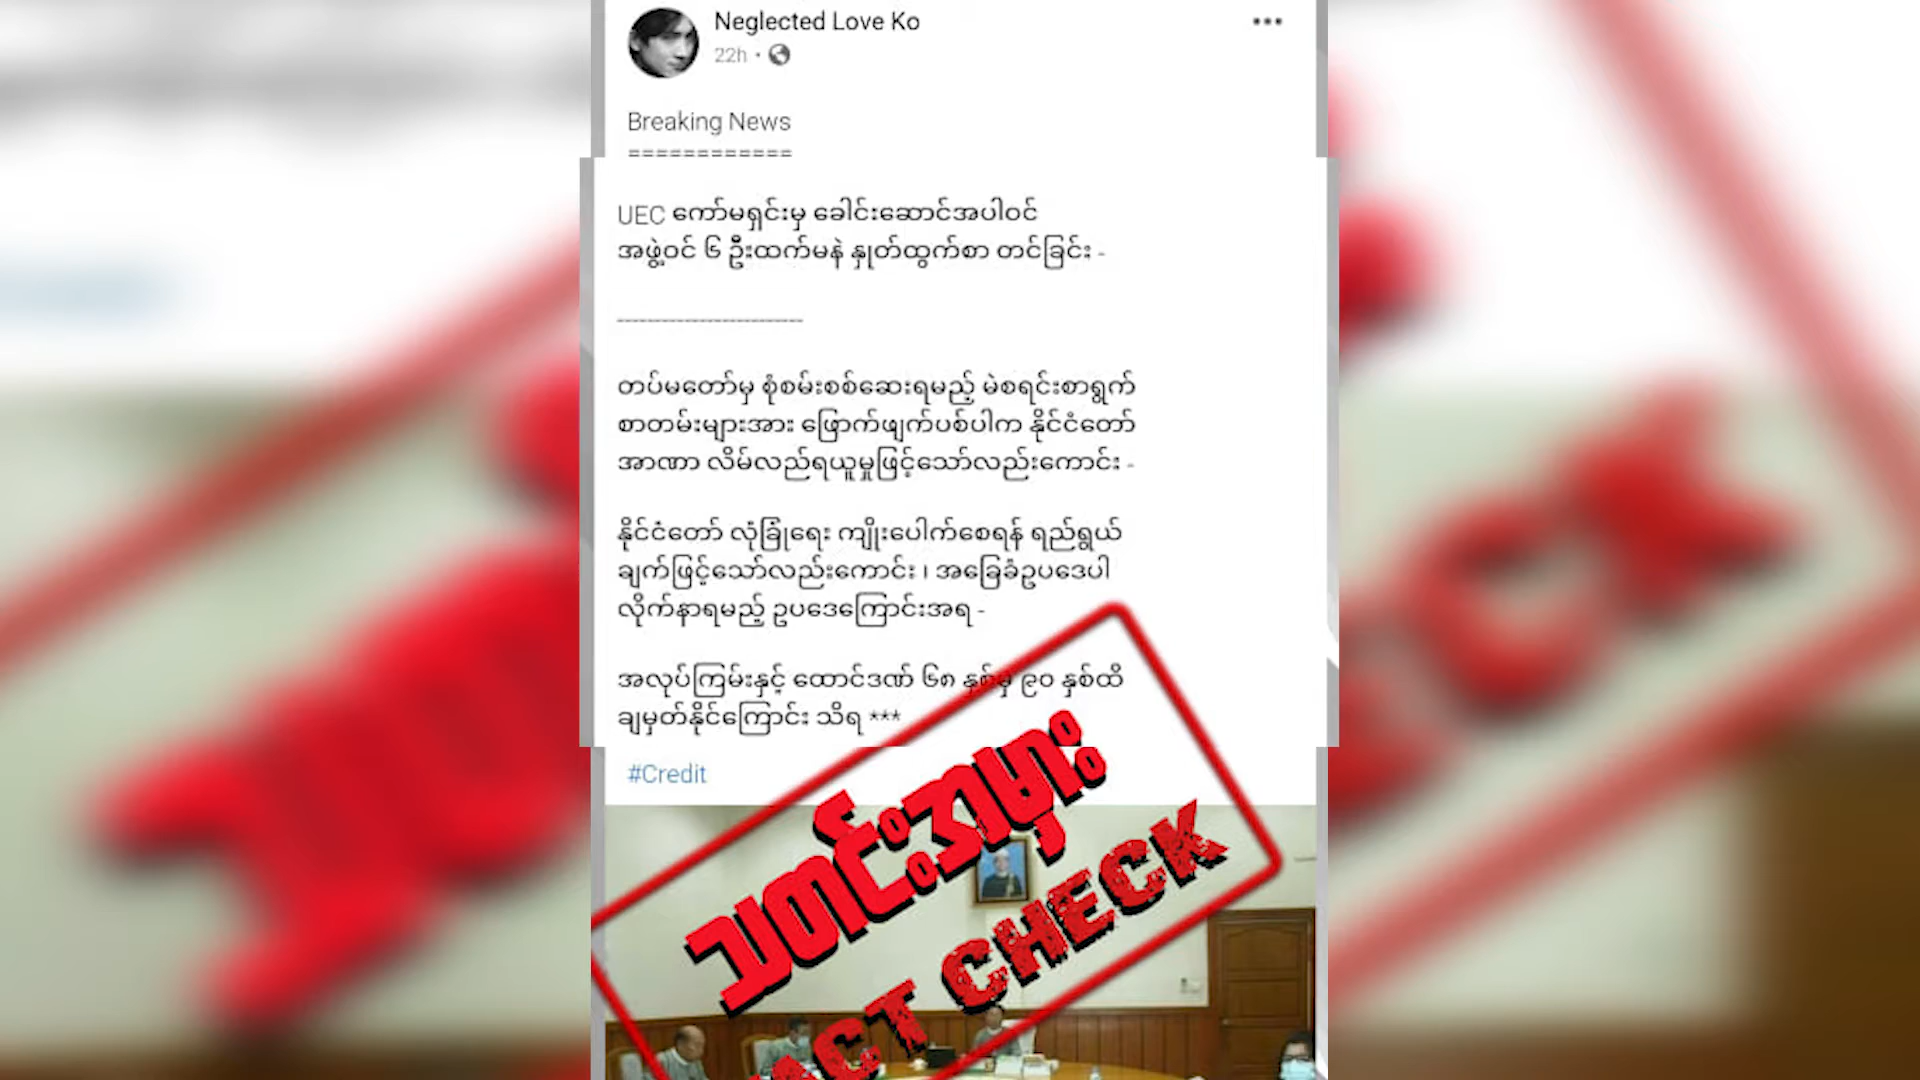 Neglected Love Ko
22h
Breaking News
============
UEC ကော်မရှင်းမှ ခေါင်းဆောင်အပါဝင်
အဖွဲ့ဝင် ၆ ဦးထက်မနဲ နှုတ်ထွက်စာ တင်ခြင်း -
-------------------------
တပ်မတော်မှ စုံစမ်းစစ်ဆေးရမည့် မဲစရင်းစာရွက်
စာတမ်းများအား ဖြောက်ဖျက်ပစ်ပါက နိုင်ငံတော်
အာဏာ လိမ်လည်ရယူမှုဖြင့်သော်လည်းကောင်း -
နိုင်ငံတော် လုံခြုံရေး ကျိုးပေါက်စေရန် ရည်ရွယ်
ချက်ဖြင့်သော်လည်းကောင်း ၊ အခြေခံဥပဒေပါ
လိုက်နာရမည့် ဥပဒေကြောင်းအရ -
အလုပ်ကြမ်းနှင့် ထောင်ဒဏ် ၆၈ နှစ်မှ ၉၀ နှစ်ထိ
ချမှတ်နိုင်ကြောင်း သိရ ***
#Credit
သတင်းအမှား
FACT CHECK